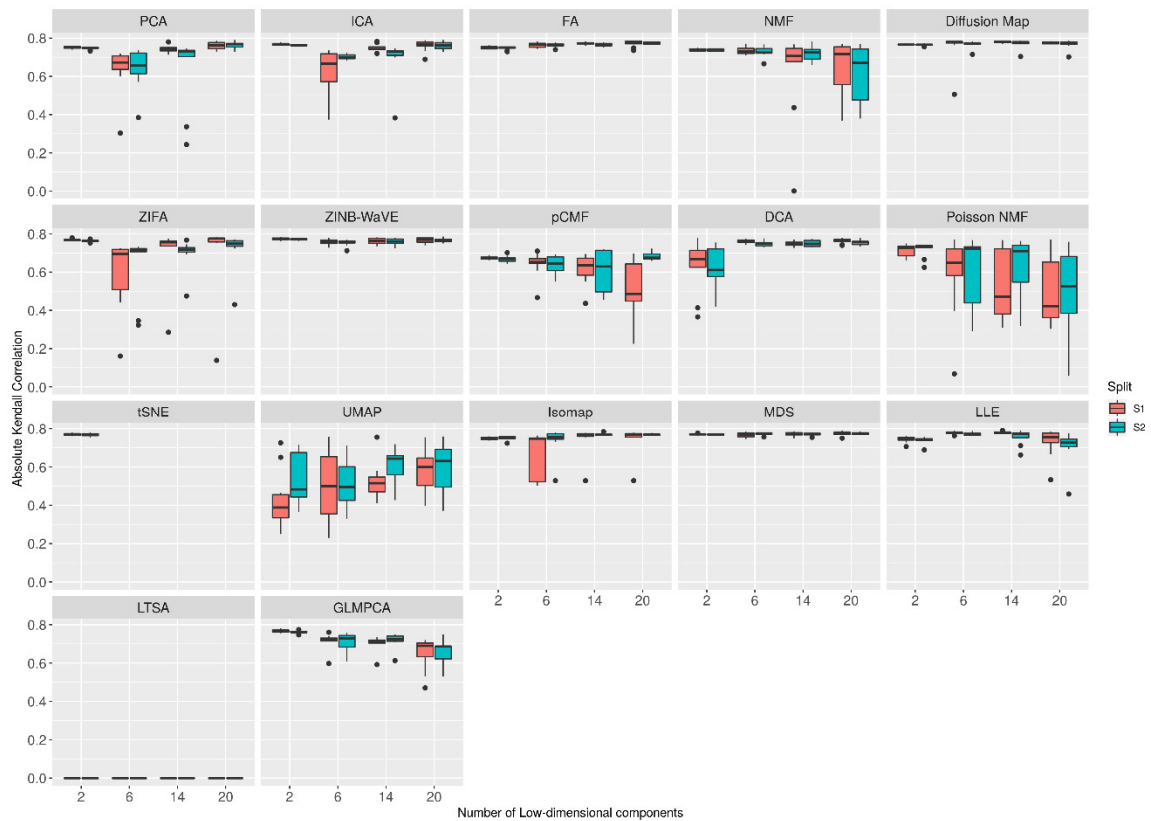 PCA ICA FA NMF Diffusion Map
0.8
0.6
0.4
0.2
0.0
ZIFA ZINB-WaVE pCMF DCA Poisson NMF
0.8
0.6
0.4
0.2
0.0
tSNE UMAP Isomap MDS LLE
0.8
0.6
0.4
0.2
0.0
2 6 14 20 2 6 14 20 2 6 14 20
LTSA GLMPCA
0.8
0.6
0.4
0.2
0.0
2 6 14 20 2 6 14 20
Absolute Kendall Correlation
Number of Low-dimensional components
Split
S1
S2